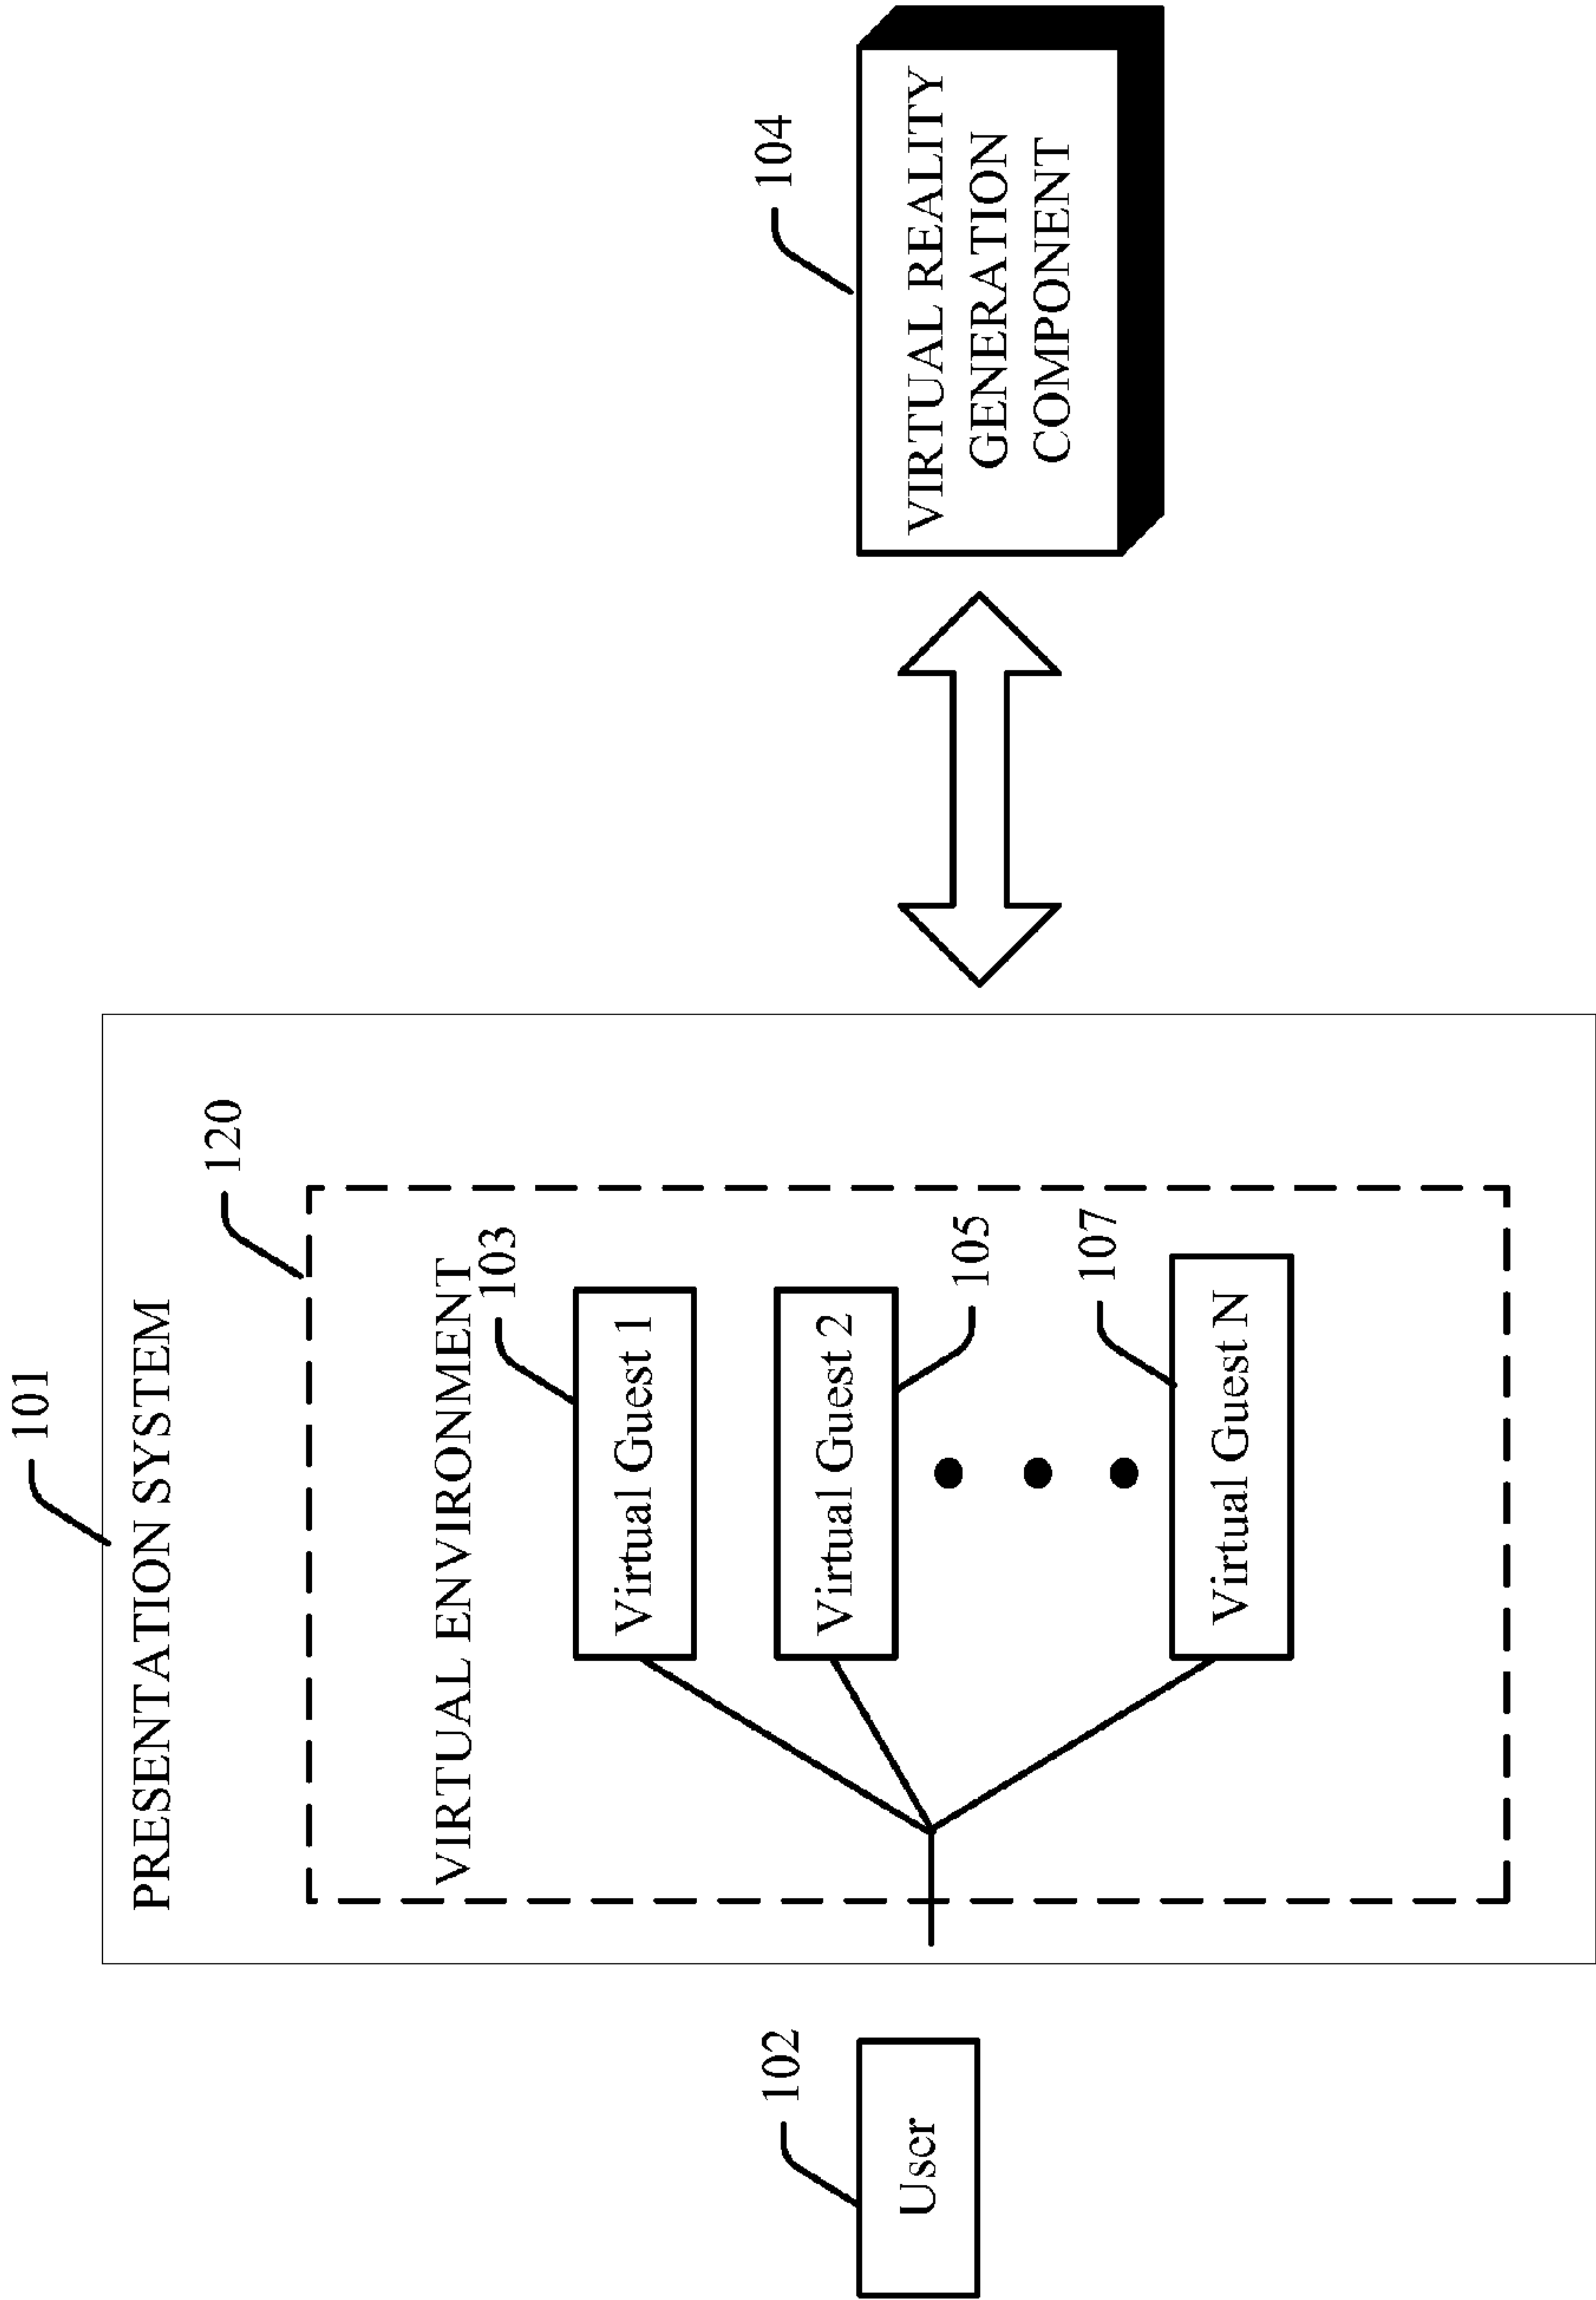 101
PRESENTATION SYSTEM
120
VIRTUAL ENVIRONMENT
103
Virtual Guest 1
Virtual Guest 2
105
107
Virtual Guest N
102
User
104
VIRTUAL REALITY
GENERATION
COMPONENT